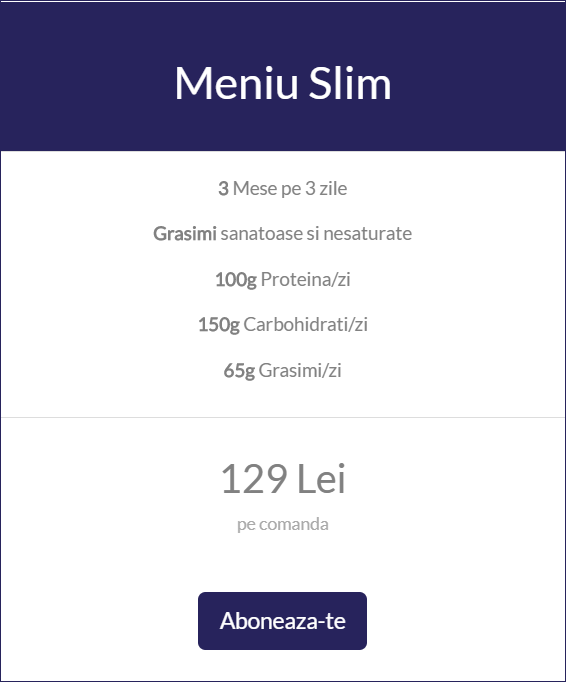 Meniu Slim
3 Mese pe 3 zile
Grasimi sanatoase si nesaturate
100g Proteina/zi
150g Carbohidrati/zi
65g Grasimi/zi
129 Lei
pe comanda
Aboneaza-te